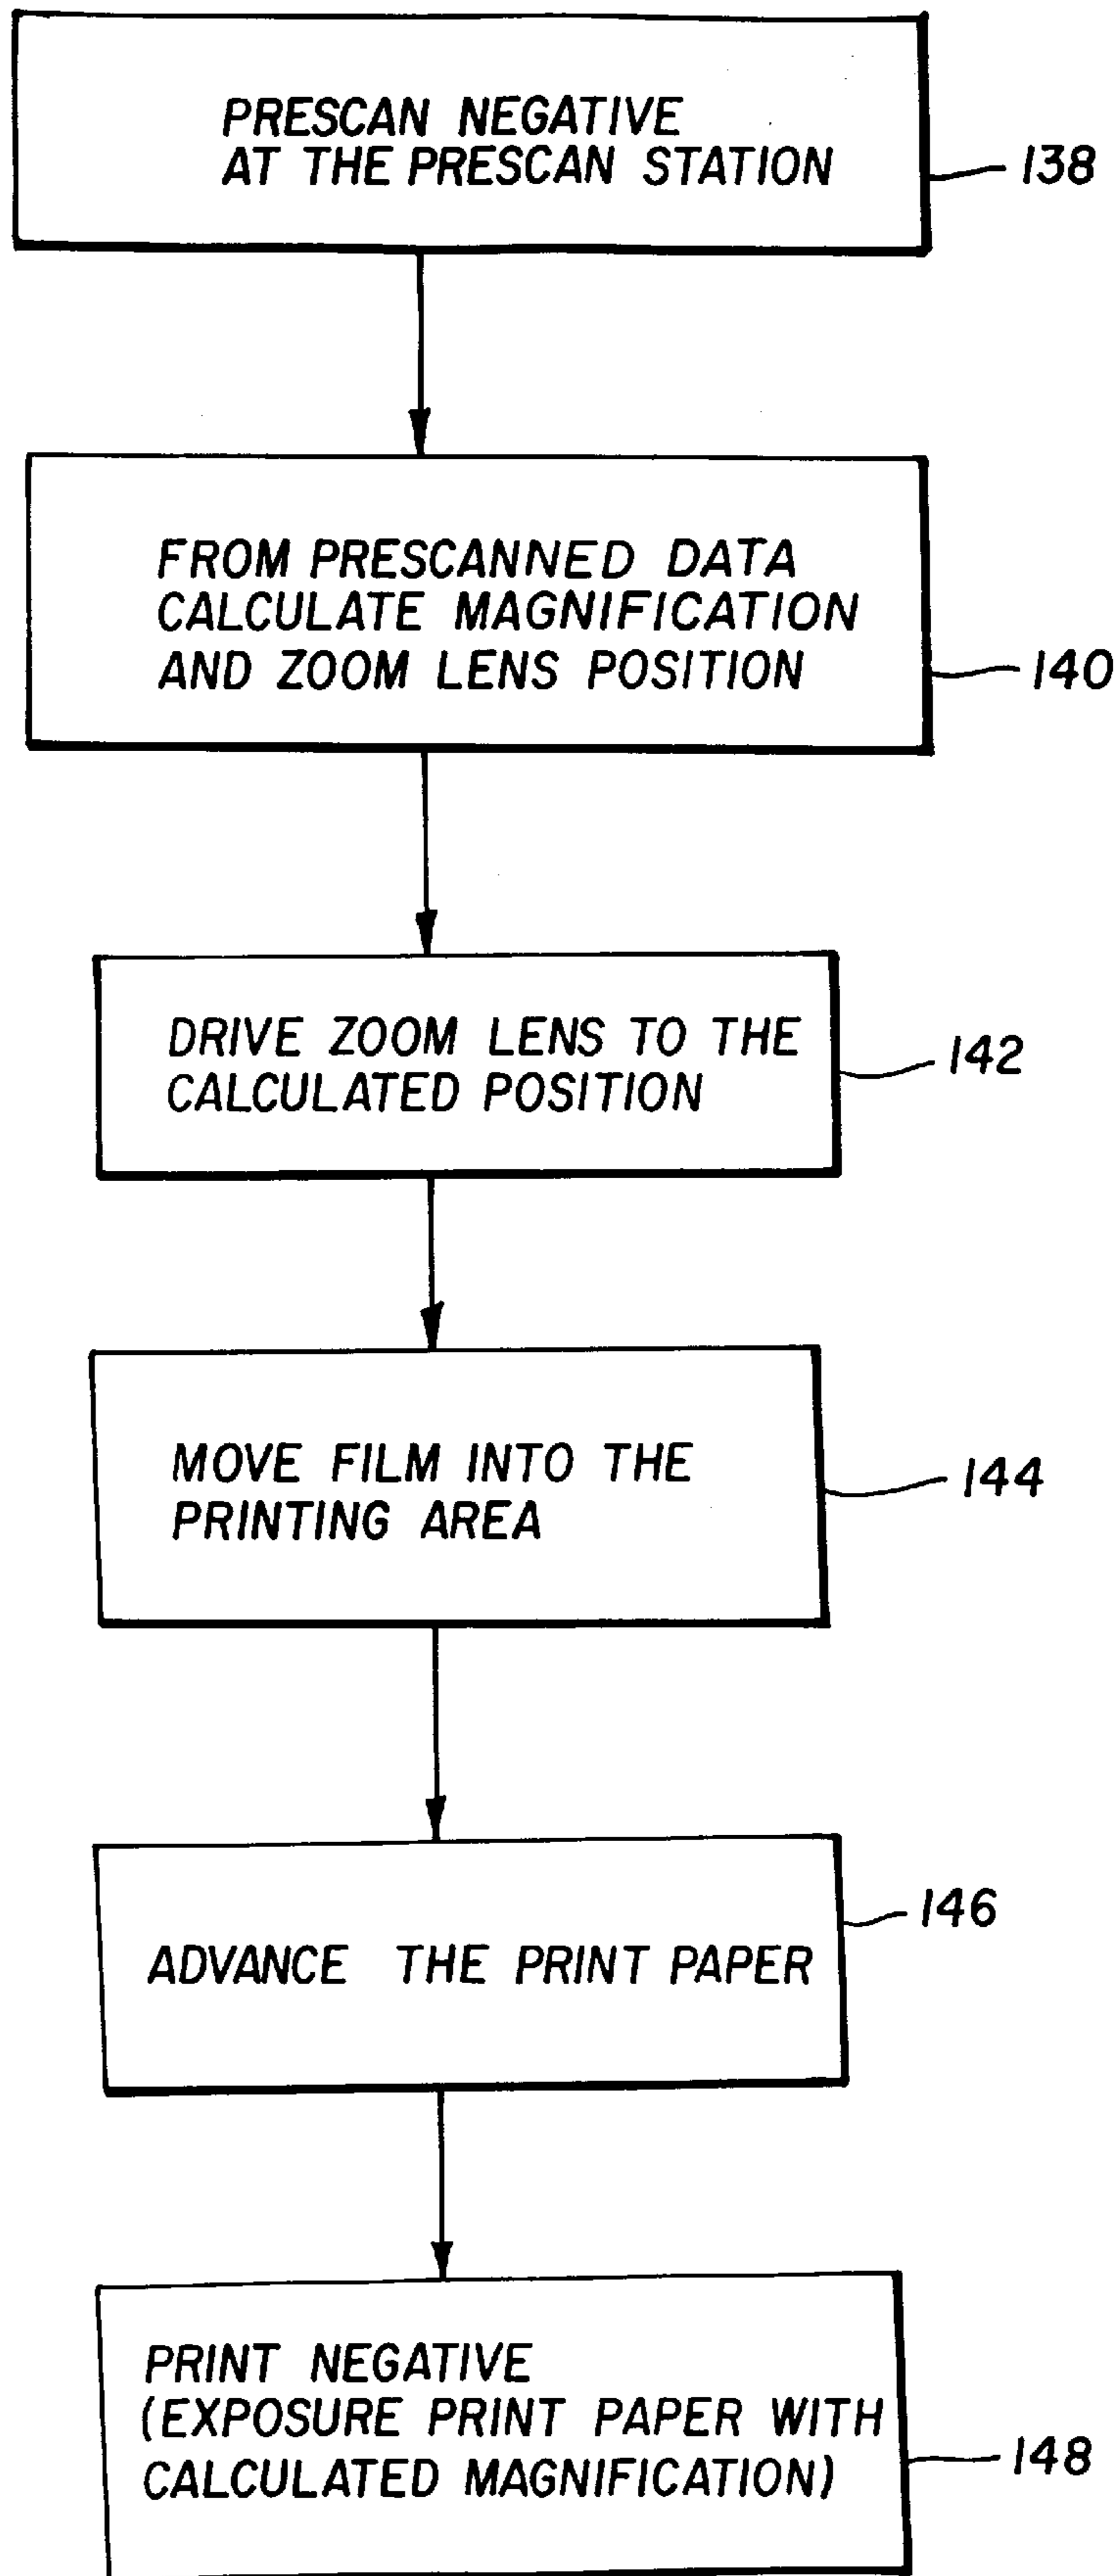 PRESCAN NEGATIVE
AT THE PRESCAN STATION
138
FROM PRESCANNED DATA
CALCULATE MAGNIFICATION
AND ZOOM LENS POSITION
140
DRIVE ZOOM LENS TO THE
CALCULATED POSITION
142
MOVE FILM INTO THE
PRINTING AREA
144
146
ADVANCE THE PRINT PAPER
PRINT NEGATIVE
(EXPOSURE PRINT PAPER WITH
CALCULATED MAGNIFICATION)
148